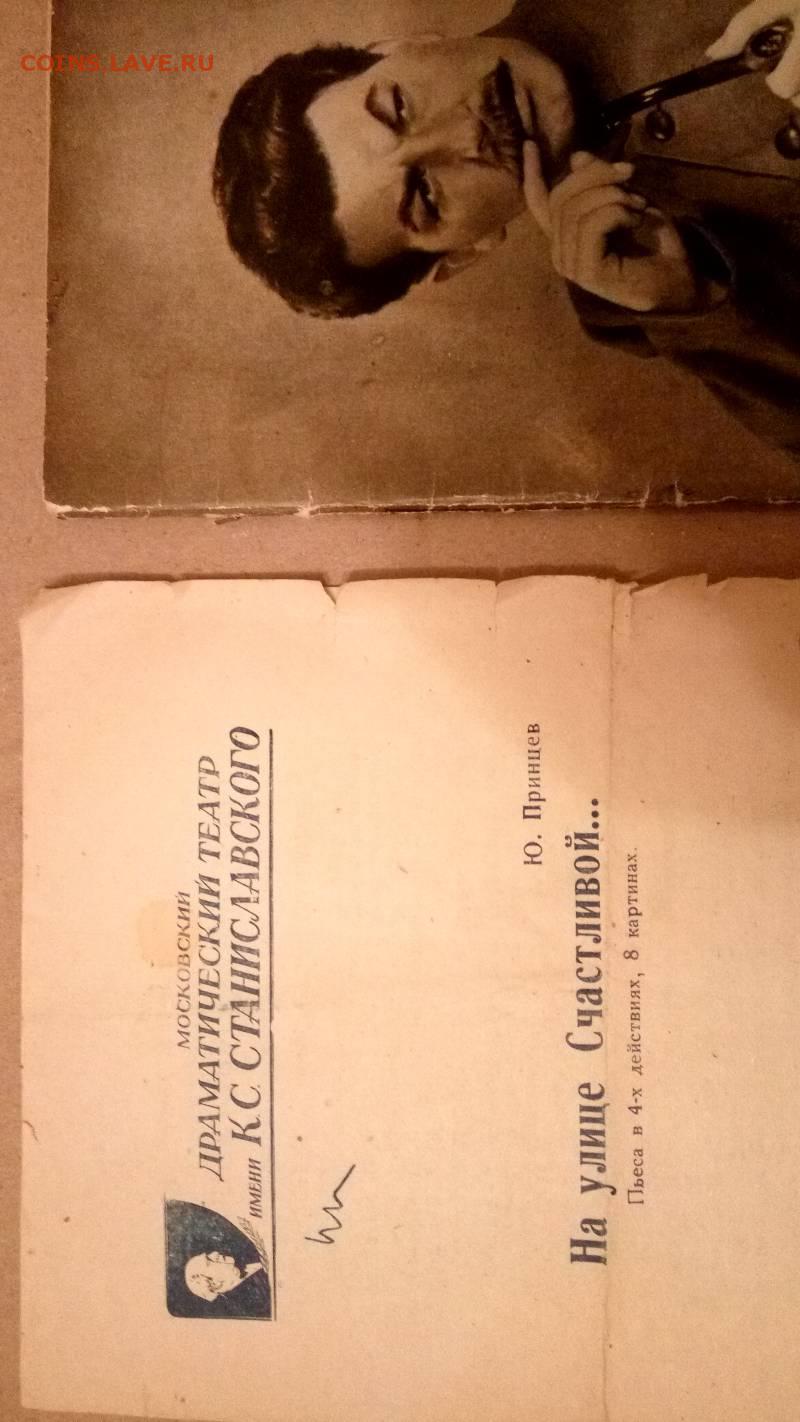 COINS.LAVE.RU
МОСКОВСКИЙ
ДРАМАТИЧЕСКИЙ ТЕАТР
ИМЕНИ К.С. СТАНИСЛАВСКОГО
Ю. Принцев
На улице Счастливой...
Пьеса в 4-х действиях, 8 картинах.